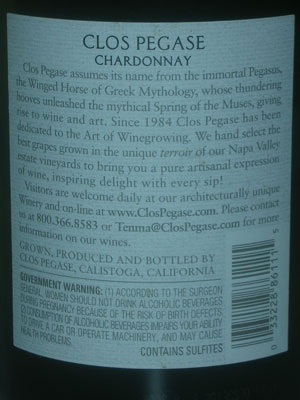 CLOS PEGASE
CHARDONNAY
Clos Pegase assumes its name from the immortal Pegasus,
the Winged Horse of Greek Mythology, whose thundering
hooves unleashed the mythical Spring of the Muses, giving
rise to wine and art. Since 1984 Clos Pegase has been
dedicated to the Art of Winegrowing. We hand select the
best grapes grown in the unique terroir of our Napa Valley
estate vineyards to bring you a pure artisanal expression
of wine, inspiring delight with every sip!
Visitors are welcome daily at our architecturally unique
Winery and on-line at www.ClosPegase.com. Please contact
us at 800.366.8583 or Tenma@ClosPegase.com for more
information on our wines.
GROWN, PRODUCED AND BOTTLED BY
CLOS PEGASE, CALISTOGA, CALIFORNIA
GOVERNMENT WARNING: (1) ACCORDING TO THE SURGEON
GENERAL, WOMEN SHOULD NOT DRINK ALCOHOLIC BEVERAGES
DURING PREGNANCY BECAUSE OF THE RISK OF BIRTH DEFECTS.
(2) CONSUMPTION OF ALCOHOLIC BEVERAGES IMPAIRS YOUR ABILITY
TO DRIVE A CAR OR OPERATE MACHINERY, AND MAY CAUSE
HEALTH PROBLEMS.
CONTAINS SULFITES
0 33228 86111 5